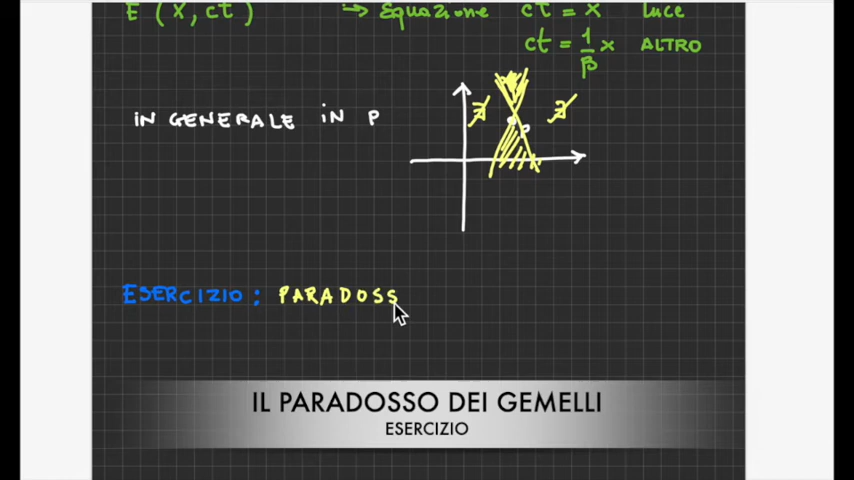 E (X, ct) → Equazione ct = x luce
ct = 1/β x ALTRO
iN GENERALE iN P
∄ ∄
P
ESERCIZIO: PARADOSS
IL PARADOSSO DEI GEMELLI
ESERCIZIO